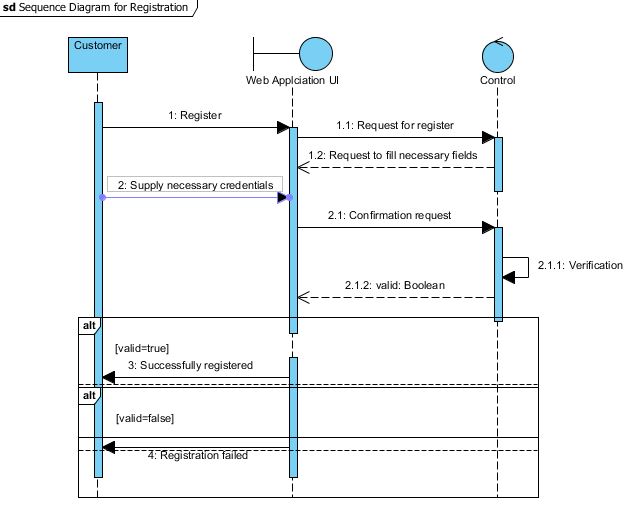 sd Sequence Diagram for Registration
Customer
Web Applciation UI
Control
1: Register
1.1: Request for register
1.2: Request to fill necessary fields
2: Supply necessary credentials
2.1: Confirmation request
2.1.1: Verification
2.1.2: valid: Boolean
alt
[valid=true]
3: Successfully registered
alt
[valid=false]
4: Registration failed